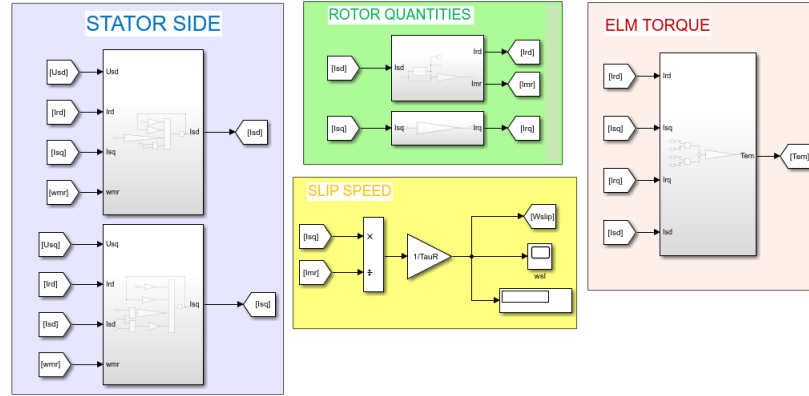 STATOR SIDE
[Usd]
Usd
[Ird]
Ird
[Isq]
Isq
[wmr]
wmr
Isd
[Isd]
[Usq]
Usq
[Ird]
Ird
[Isd]
Isd
[wmr]
wmr
Isq
[Isq]
ROTOR QUANTITIES
[Isd]
Isd
Ird
[Ird]
Imr
[Imr]
[Isq]
Isq
Irq
[Irq]
SLIP SPEED
[Isq]
×
[Imr]
÷
1/TauR
[Wslip]
wsl
ELM TORQUE
[Ird]
Ird
[Isq]
Isq
[Irq]
Irq
[Isd]
Isd
Tem
[Tem]